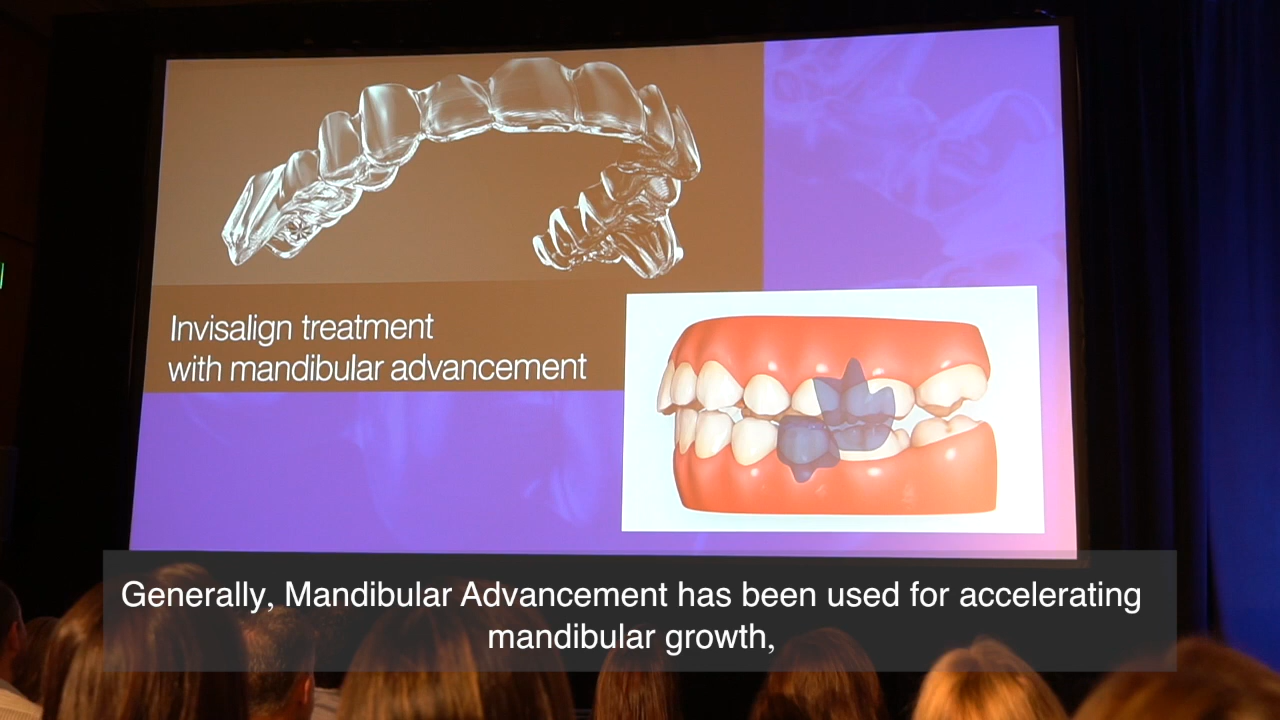 Invisalign treatment
with mandibular advancement
Generally, Mandibular Advancement has been used for accelerating
mandibular growth,